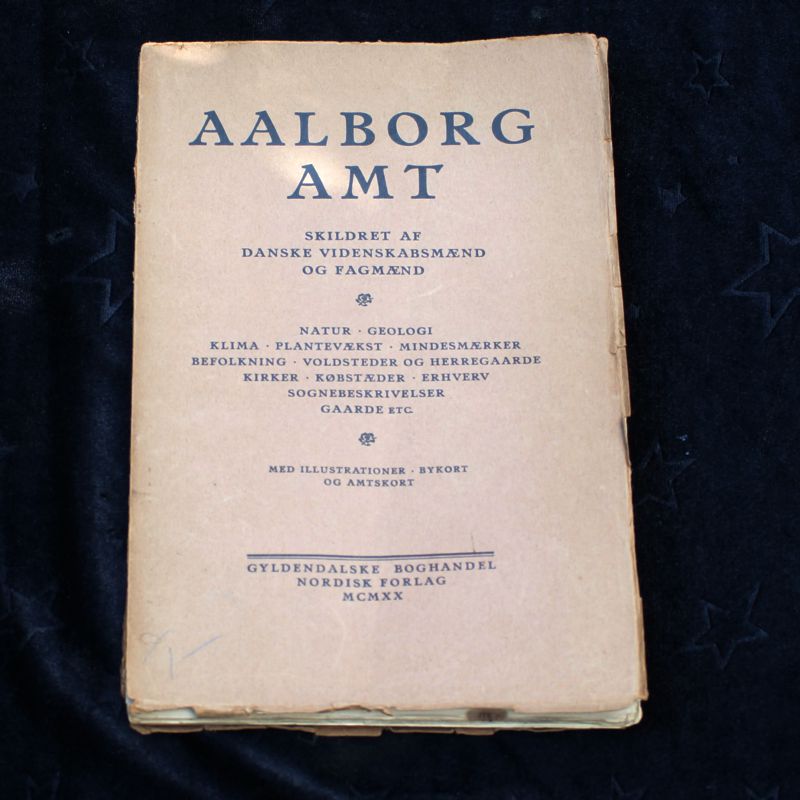 AALBORG
AMT
SKILDRET AF
DANSKE VIDENSKABSMÆND
OG FAGMÆND
NATUR · GEOLOGI
KLIMA · PLANTEVÆKST · MINDESMÆRKER
BEFOLKNING · VOLDSTEDER OG HERREGAARDE
KIRKER · KØBSTÆDER · ERHVERV
SOGNEBESKRIVELSER
GAARDE ETC.
MED ILLUSTRATIONER · BYKORT
OG AMTSKORT
GYLDENDALSKE BOGHANDEL
NORDISK FORLAG
MCMXX